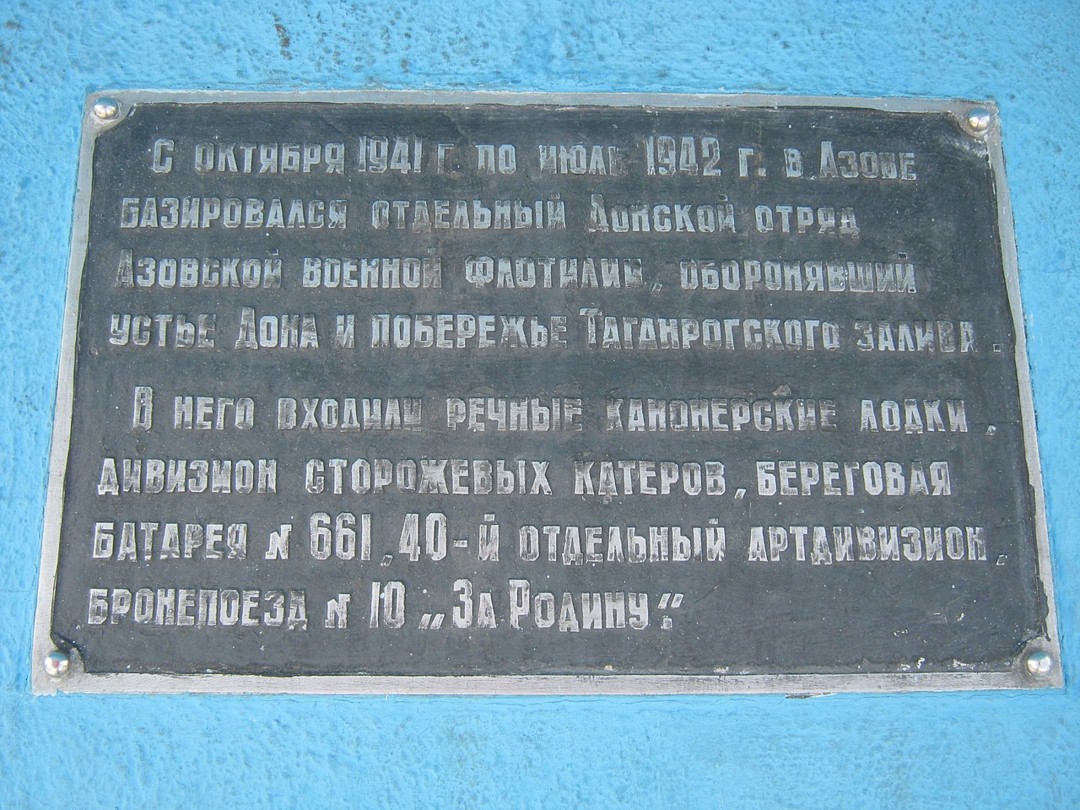 С октября 1941 г. по июль 1942 г. в Азове
базировался отдельный Донской отряд
Азовской военной флотилии, оборонявший
устье Дона и побережье Таганрогского залива.
В него входили речные канонерские лодки,
дивизион сторожевых катеров, береговая
батарея № 661, 40-й отдельный артдивизион,
бронепоезд № 10 „За Родину".